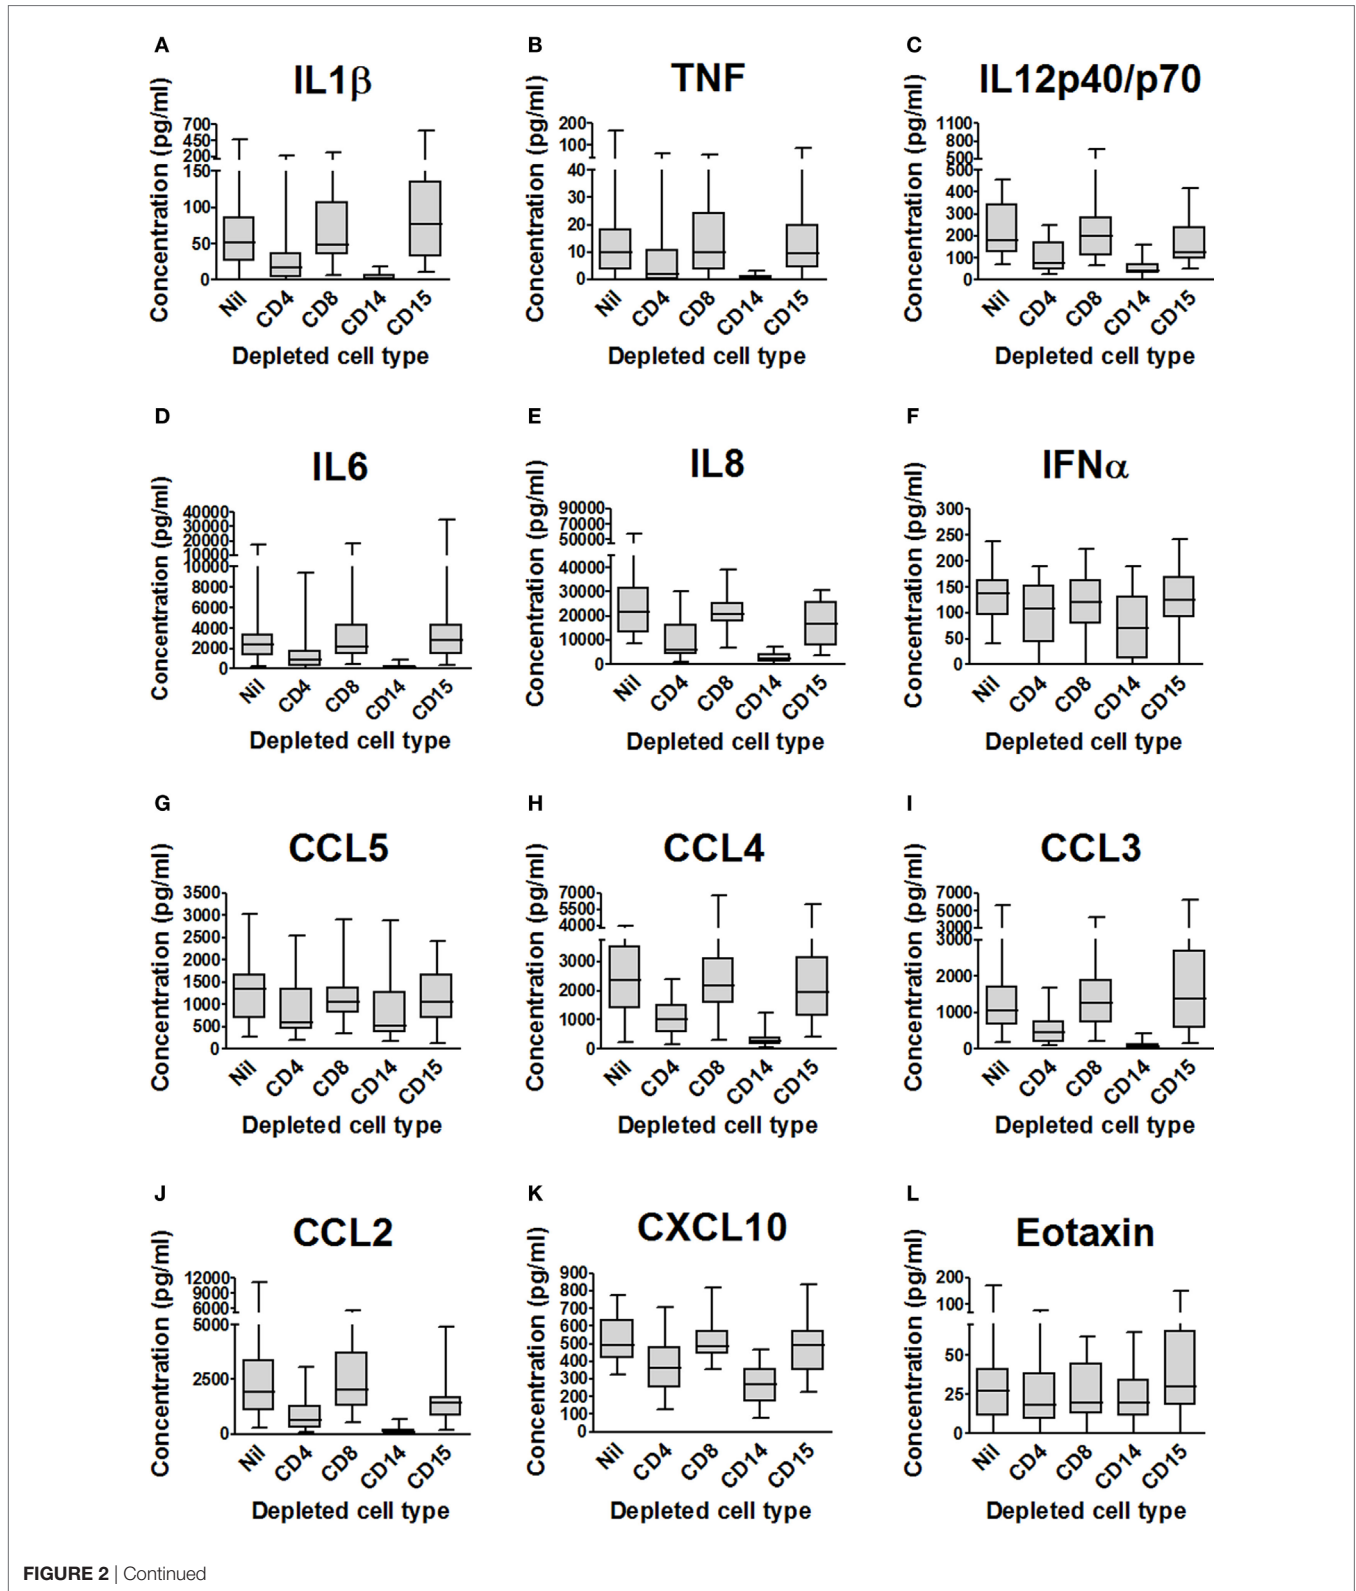 A
B
C
IL1β
TNF
IL12p40/p70
Concentration (pg/ml)
700
450
200
150
100
50
0
Nil
CD4
CD8
CD14
CD15
Depleted cell type
Concentration (pg/ml)
200
100
40
30
20
10
0
Nil
CD4
CD8
CD14
CD15
Depleted cell type
Concentration (pg/ml)
1100
800
500
500
400
300
200
100
0
Nil
CD4
CD8
CD14
CD15
Depleted cell type
D
E
F
IL6
IL8
IFNα
Concentration (pg/ml)
40000
30000
20000
10000
10000
8000
6000
4000
2000
0
Nil
CD4
CD8
CD14
CD15
Depleted cell type
Concentration (pg/ml)
90000
70000
50000
40000
30000
20000
10000
0
Nil
CD4
CD8
CD14
CD15
Depleted cell type
Concentration (pg/ml)
300
250
200
150
100
50
0
Nil
CD4
CD8
CD14
CD15
Depleted cell type
G
H
I
CCL5
CCL4
CCL3
Concentration (pg/ml)
3500
3000
2500
2000
1500
1000
500
0
Nil
CD4
CD8
CD14
CD15
Depleted cell type
Concentration (pg/ml)
7000
5500
4000
3000
2000
1000
0
Nil
CD4
CD8
CD14
CD15
Depleted cell type
Concentration (pg/ml)
7000
5000
3000
3000
2000
1000
0
Nil
CD4
CD8
CD14
CD15
Depleted cell type
J
K
L
CCL2
CXCL10
Eotaxin
Concentration (pg/ml)
12000
9000
6000
5000
2500
0
Nil
CD4
CD8
CD14
CD15
Depleted cell type
Concentration (pg/ml)
900
800
700
600
500
400
300
200
100
0
Nil
CD4
CD8
CD14
CD15
Depleted cell type
Concentration (pg/ml)
200
100
50
25
0
Nil
CD4
CD8
CD14
CD15
Depleted cell type
FIGURE 2 | Continued